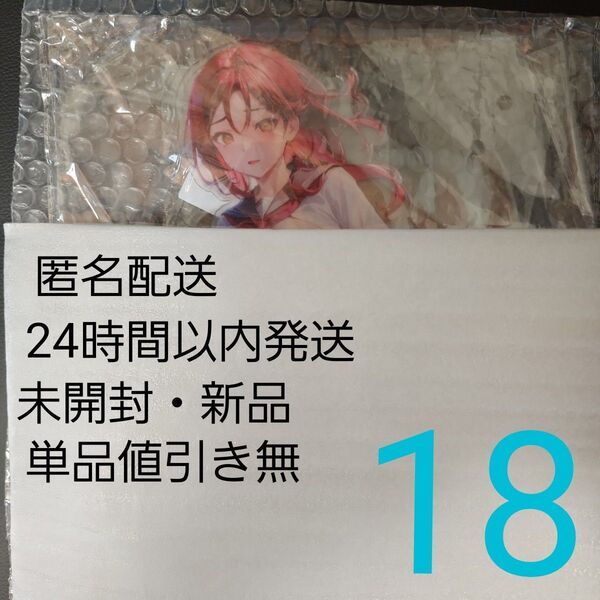 匿名配送
24時間以内発送
未開封・新品
単品値引き無
18